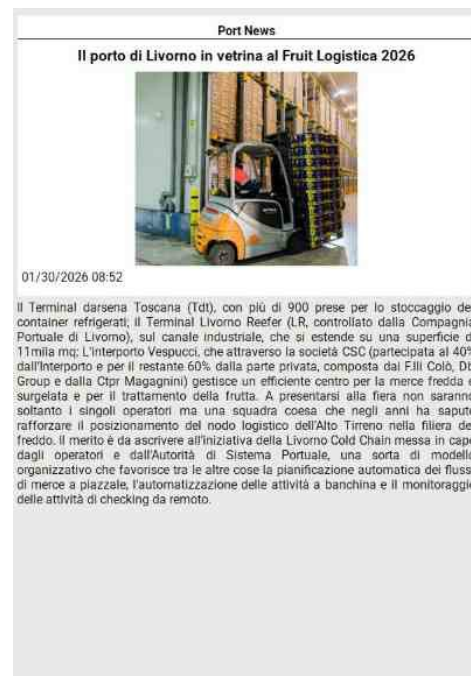 Port News
Il porto di Livorno in vetrina al Fruit Logistica 2026
01/30/2026 08:52
Il Terminal darsena Toscana (Tdt), con più di 900 prese per lo stoccaggio de
container refrigerati; il Terminal Livorno Reefer (LR, controllato dalla Compagnia
Portuale di Livorno), sul canale industriale, che si estende su una superficie d
11mila mq; L'interporto Vespucci, che attraverso la società CSC (partecipata al 40%
dall'Interporto e per il restante 60% dalla parte privata, composta dai F.lli Colò, Db
Group e dalla Ctpr Magagnini) gestisce un efficiente centro per la merce fredda e
surgelata e per il trattamento della frutta. A presentarsi alla fiera non saranno
soltanto i singoli operatori ma una squadra coesa che negli anni ha saputo
rafforzare il posizionamento del nodo logistico dell'Alto Tirreno nella filiera de
freddo. Il merito è da ascrivere all'iniziativa della Livorno Cold Chain messa in capo
dagli operatori e dall'Autorità di Sistema Portuale, una sorta di modello
organizzativo che favorisce tra le altre cose la pianificazione automatica dei fluss
di merce a piazzale, l'automatizzazione delle attività a banchina e il monitoraggio
delle attività di checking da remoto.